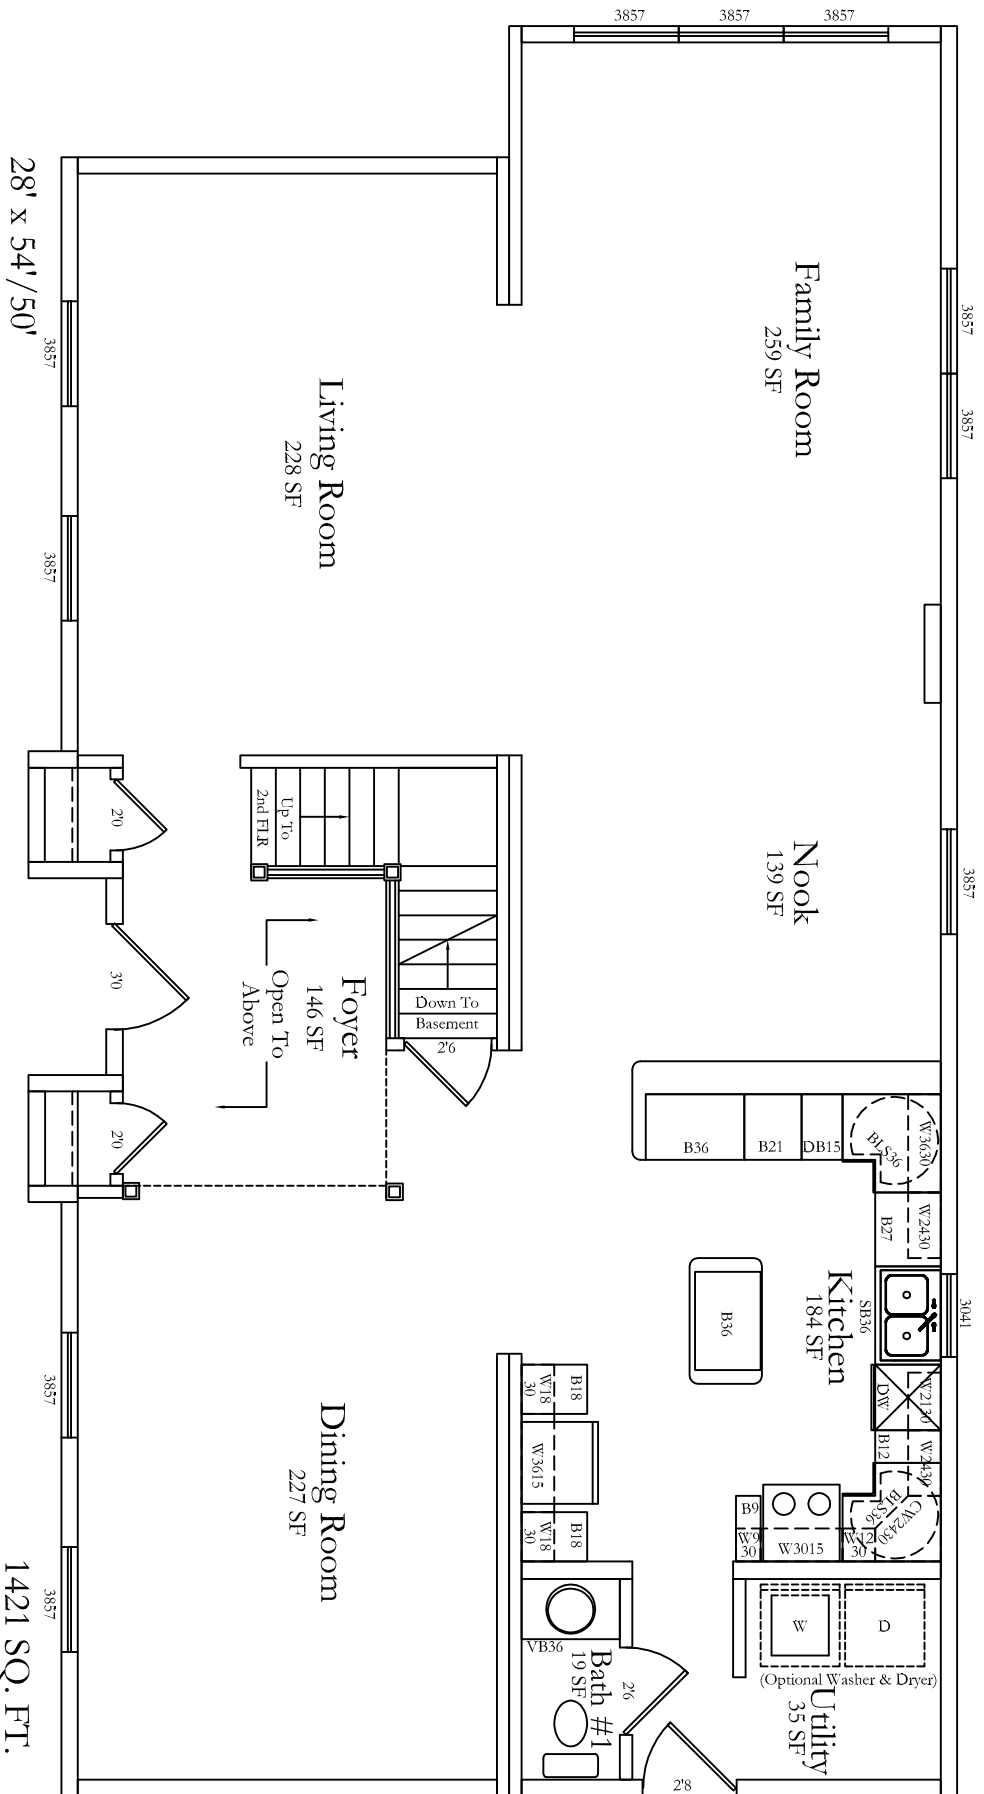 3857
3857
3857
3857
3857
Family Room
259 SF
Living Room
228 SF
28' x 54'/50'
3857
3857
Nook
139 SF
3857
2'0
Up To
2nd FLR
Down To
Basement
2'6
3'0
Foyer
146 SF
Open To
Above
2'0
B36
B21
DB15
BLS36
W3630
B27
W2430
SB36
3041
B36
Kitchen
184 SF
DW
W2130
B12
W2430
BLS36
CW2430
B9
W9
30
W3015
W12
30
B18
W18
30
W3615
B18
W18
30
3857
3857
Dining Room
227 SF
VB36
Bath #1
19 SF
2'6
W
D
(Optional Washer & Dryer)
Utility
35 SF
2'8
1421 SQ. FT.